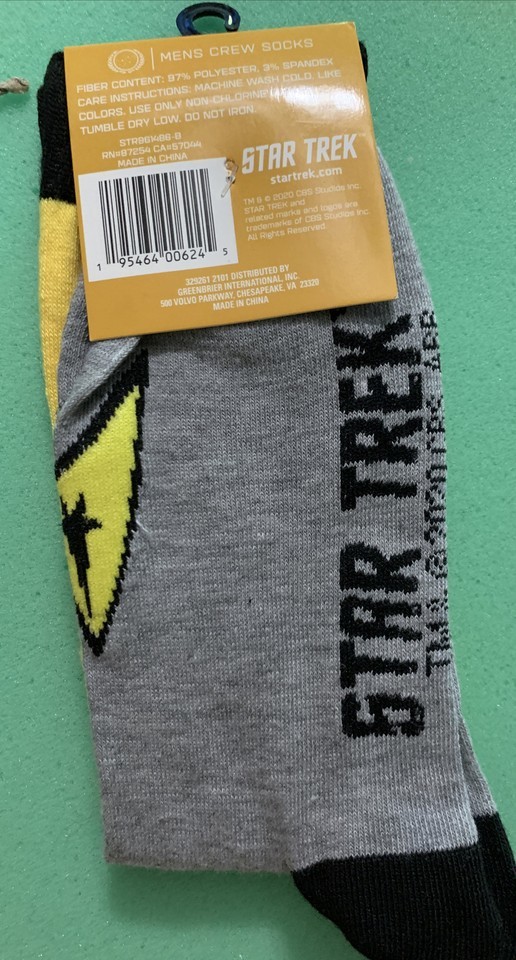 MENS CREW SOCKS
FIBER CONTENT: 97% POLYESTER, 3% SPANDEX
CARE INSTRUCTIONS: MACHINE WASH COLD, LIKE
COLORS. USE ONLY NON-CHLORINE
TUMBLE DRY LOW. DO NOT IRON.
RN#87254 CA#57044
MADE IN CHINA
1 95464 00624 5
STAR TREK
startrek.com
TM & © 2020 CBS Studios Inc.
STAR TREK and
related marks and logos are
trademarks of CBS Studios Inc.
All Rights Reserved.
329261 2101 DISTRIBUTED BY
GREENBRIER INTERNATIONAL, INC.
500 VOLVO PARKWAY, CHESAPEAKE, VA 23320
MADE IN CHINA
STAR TREK